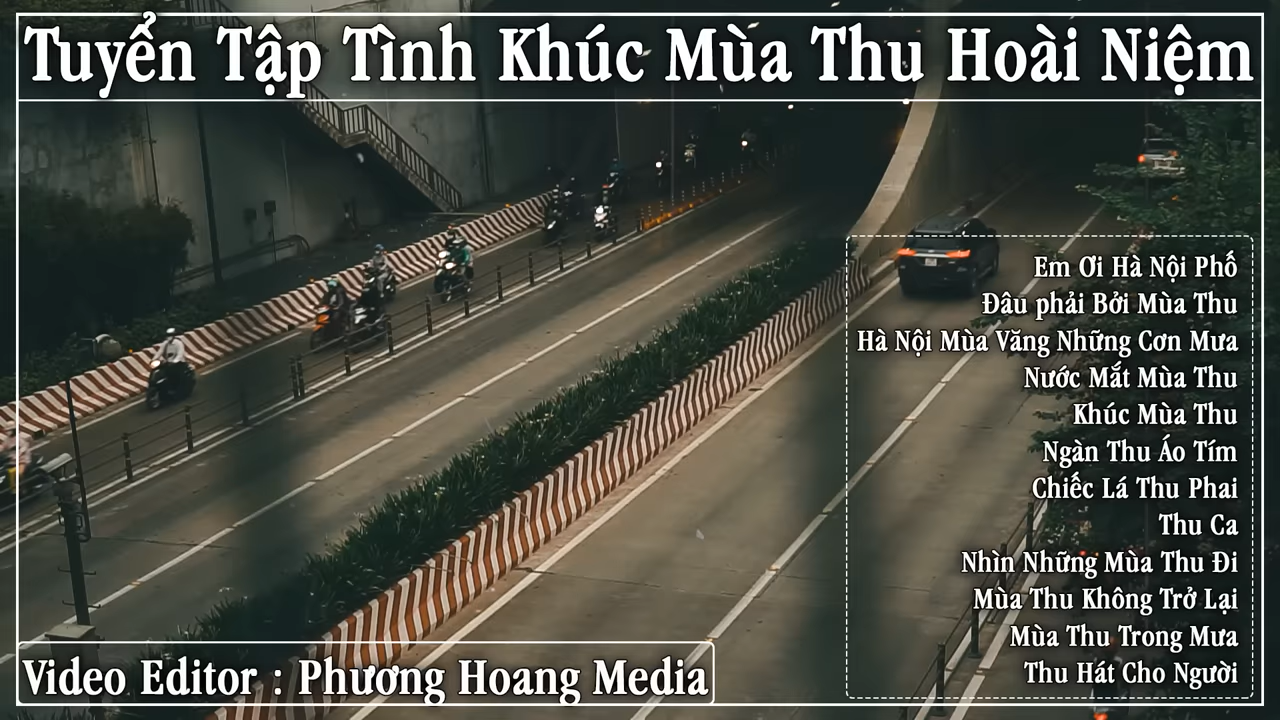 Tuyển Tập Tình Khúc Mùa Thu Hoài Niệm
Em Ơi Hà Nội Phố
Đâu phải Bởi Mùa Thu
Hà Nội Mùa Vắng Những Cơn Mưa
Nước Mắt Mùa Thu
Khúc Mùa Thu
Ngàn Thu Áo Tím
Chiếc Lá Thu Phai
Thu Ca
Nhìn Những Mùa Thu Đi
Mùa Thu Không Trở Lại
Mùa Thu Trong Mưa
Thu Hát Cho Người
Video Editor : Phương Hoang Media